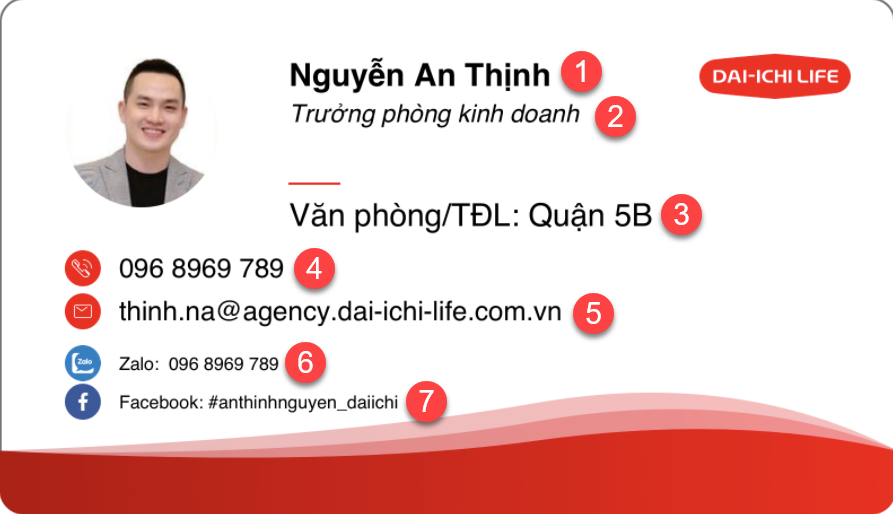 Nguyễn An Thịnh 1
DAI-ICHI LIFE
Trưởng phòng kinh doanh 2
Văn phòng/TĐL: Quận 5B 3
096 8969 789 4
thinh.na@agency.dai-ichi-life.com.vn 5
Zalo
Zalo: 096 8969 789 6
f
Facebook: #anthinhnguyen_daiichi 7